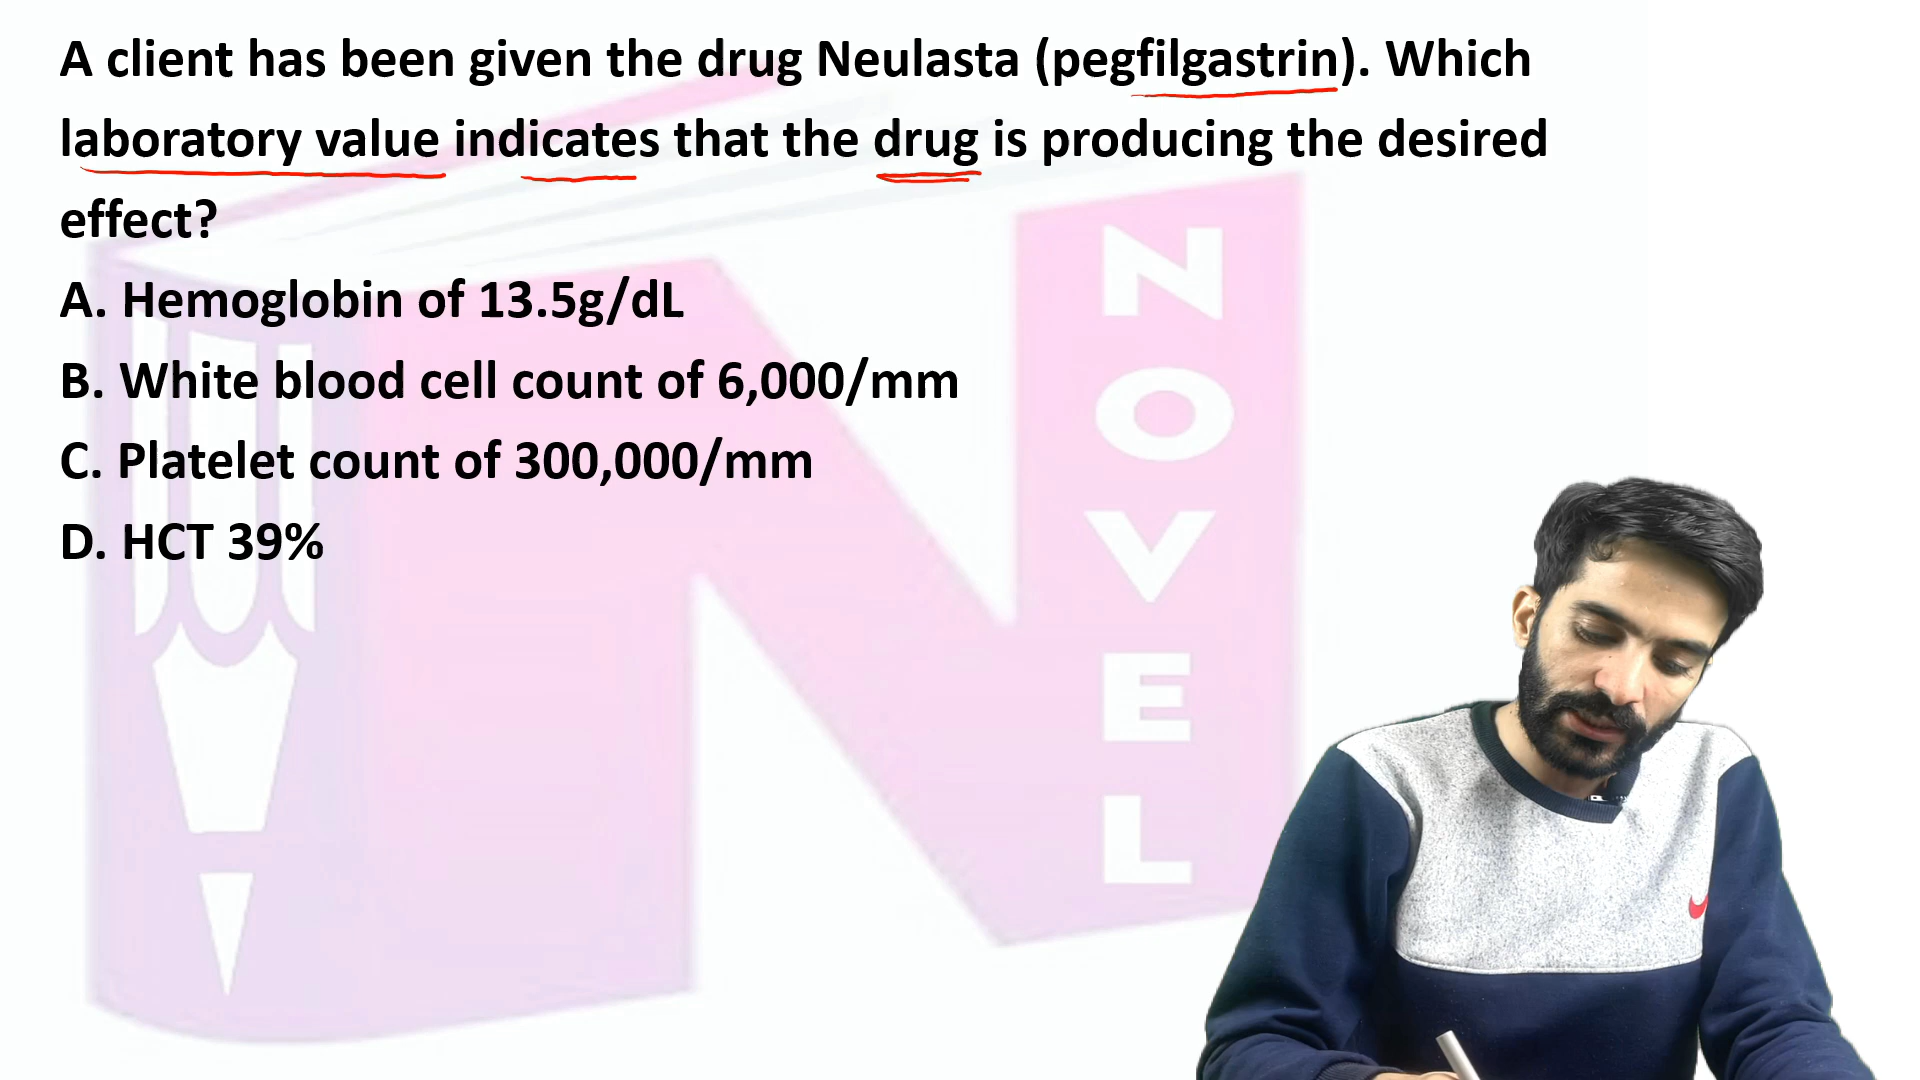 A client has been given the drug Neulasta (pegfilgastrin). Which
laboratory value indicates that the drug is producing the desired
effect?
A. Hemoglobin of 13.5g/dL
B. White blood cell count of 6,000/mm
C. Platelet count of 300,000/mm
D. HCT 39%
NOVEL